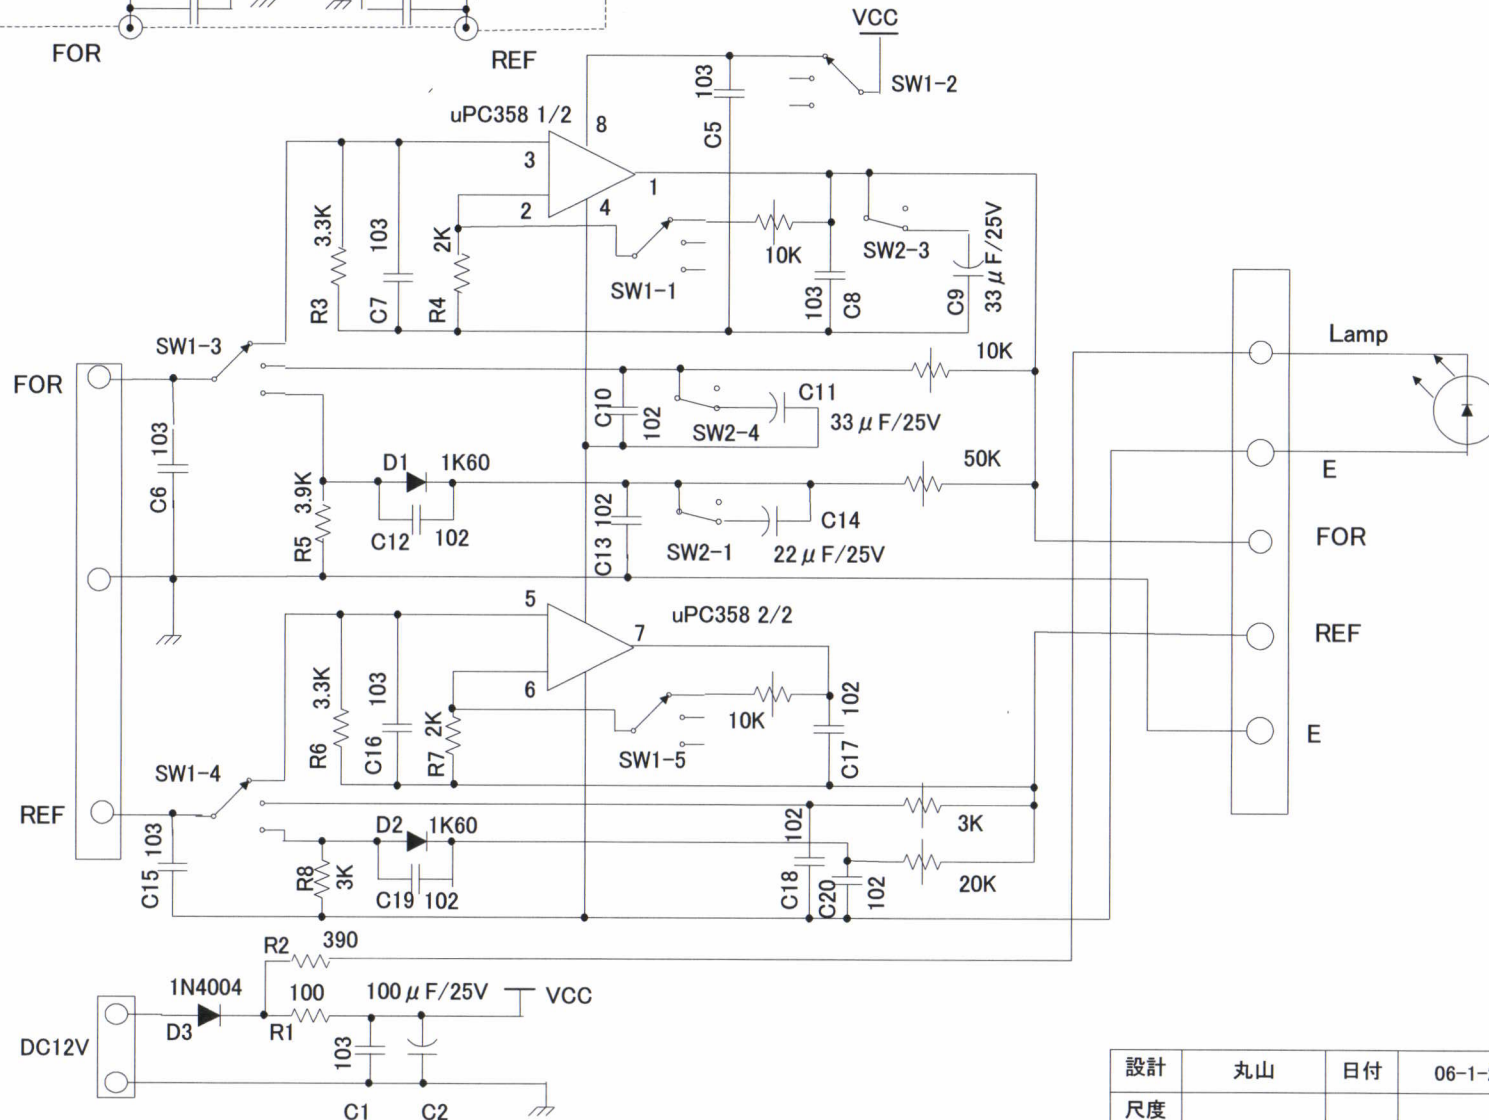 FOR
REF
VCC
SW1-2
103
C5
uPC358 1/2
8
3
1
2
4
3.3K
103
2K
R3
C7
R4
SW1-1
10K
103
C8
SW2-3
C9
33μF/25V
SW1-3
FOR
10K
C10
102
SW2-4
C11
33μF/25V
Lamp
E
FOR
REF
E
103
C6
D1
1K60
50K
3.9K
R5
C12
102
102
C13
SW2-1
C14
22μF/25V
5
uPC358 2/2
7
6
3.3K
103
2K
R6
C16
R7
SW1-5
10K
102
C17
SW1-4
REF
103
C15
D2
1K60
R8
3K
C19
102
102
C18
C20
102
3K
20K
R2
390
1N4004
100
100μF/25V
VCC
D3
R1
DC12V
103
C1
C2
設計
丸山
日付
尺度